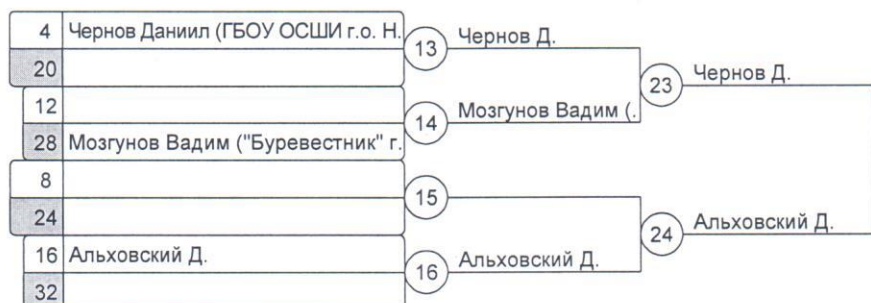 4 Чернов Даниил (ГБОУ ОСШИ г.о. Н.
13 Чернов Д.
20
23 Чернов Д.
12
14 Мозгунов Вадим (.
28 Мозгунов Вадим ("Буревестник" г.
8
15
24
24 Альховский Д.
16 Альховский Д.
16 Альховский Д.
32